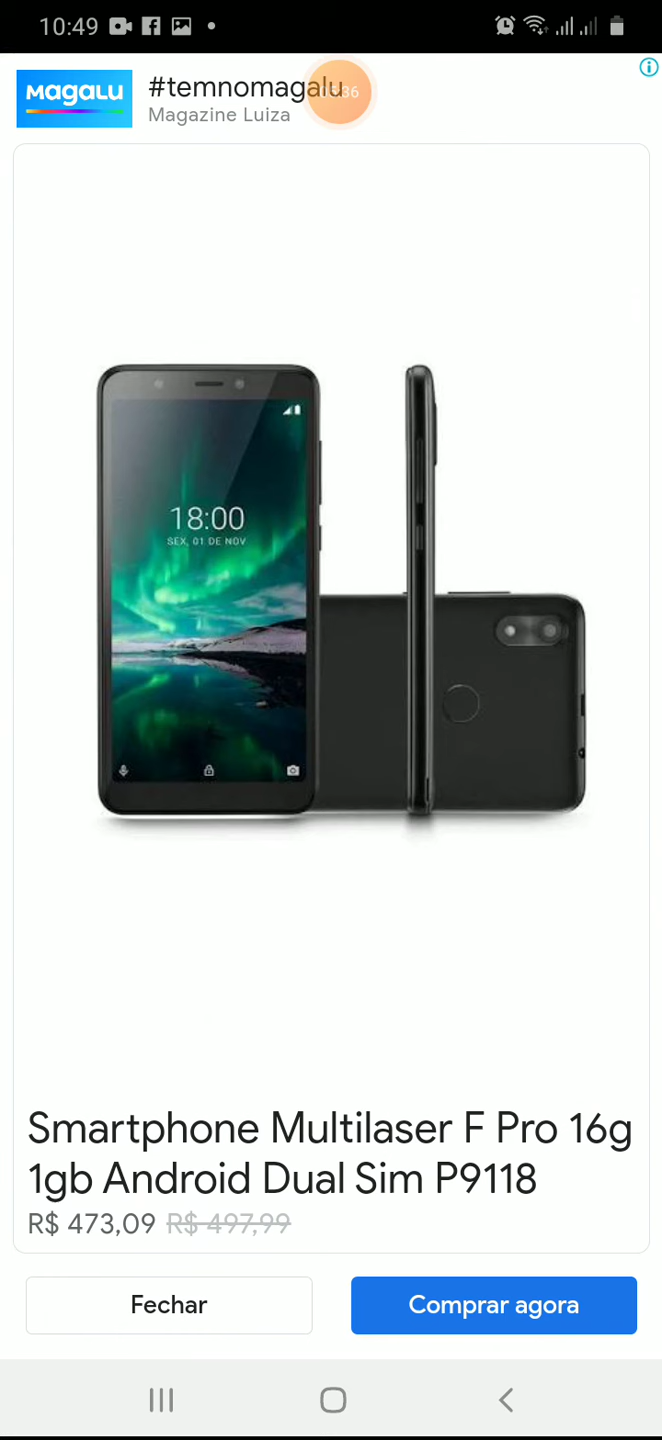 10:49
MagaLu
#temnomagalu
Magazine Luiza
18:00
SEX, 01 DE NOV
Smartphone Multilaser F Pro 16g
1gb Android Dual Sim P9118
R$ 473,09 R$ 497,99
Fechar
Comprar agora